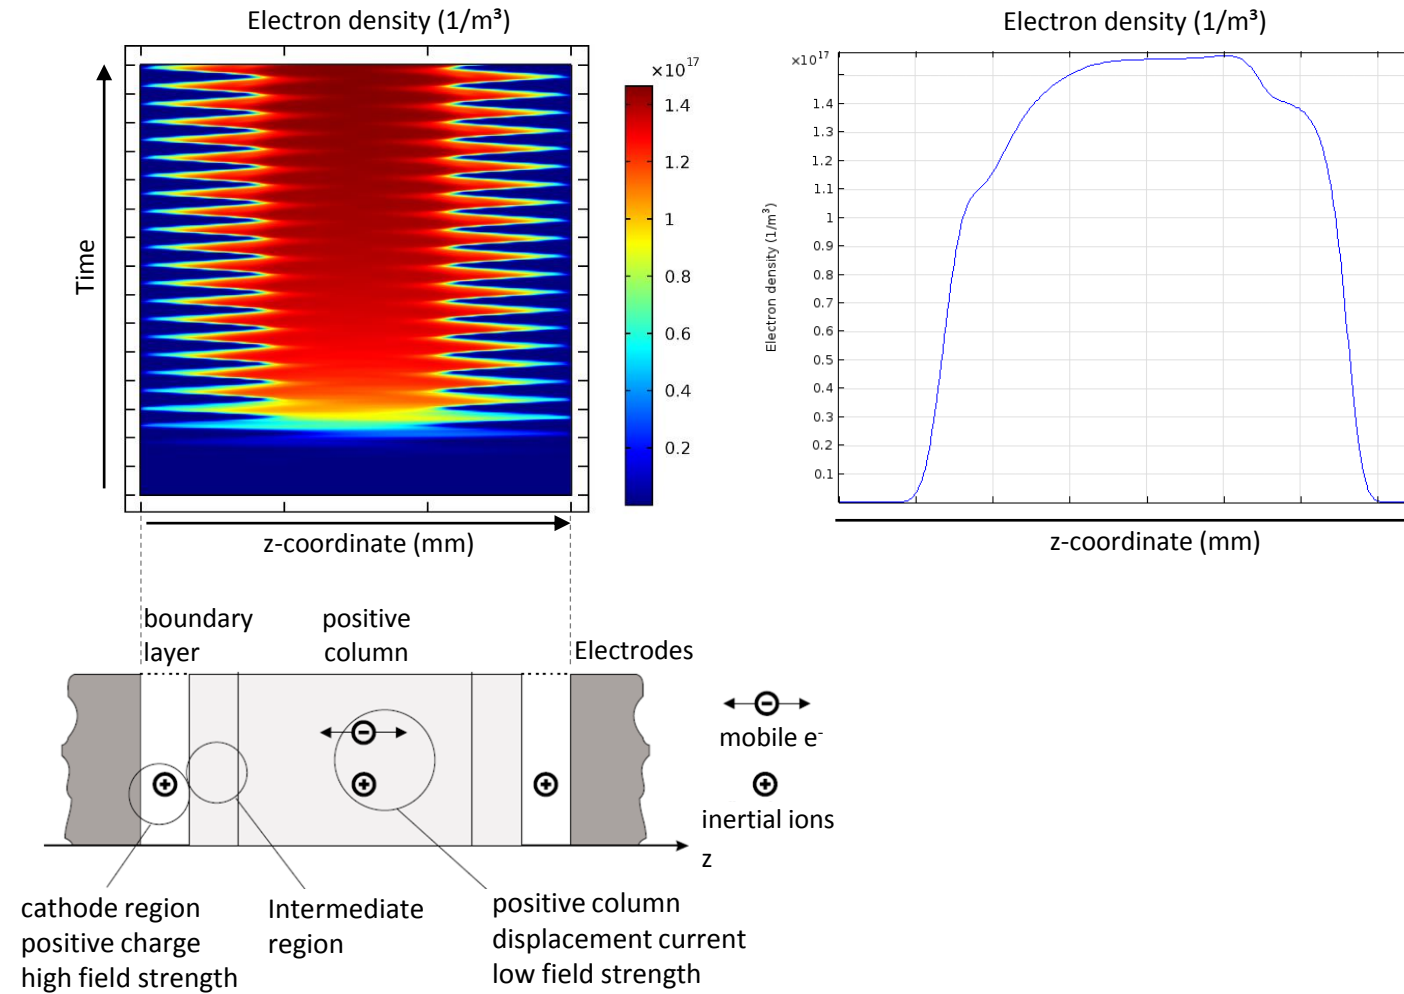 Electron density (1/m³)
×10¹⁷
1.4
1.2
1
0.8
0.6
0.4
0.2
Time
z-coordinate (mm)
Electron density (1/m³)
×10¹⁷
1.4
1.3
1.2
1.1
1
0.9
0.8
0.7
0.6
0.5
0.4
0.3
0.2
0.1
Electron density (1/m³)
z-coordinate (mm)
boundary
layer
positive
column
Electrodes
mobile e⁻
inertial ions
z
cathode region
positive charge
high field strength
Intermediate
region
positive column
displacement current
low field strength